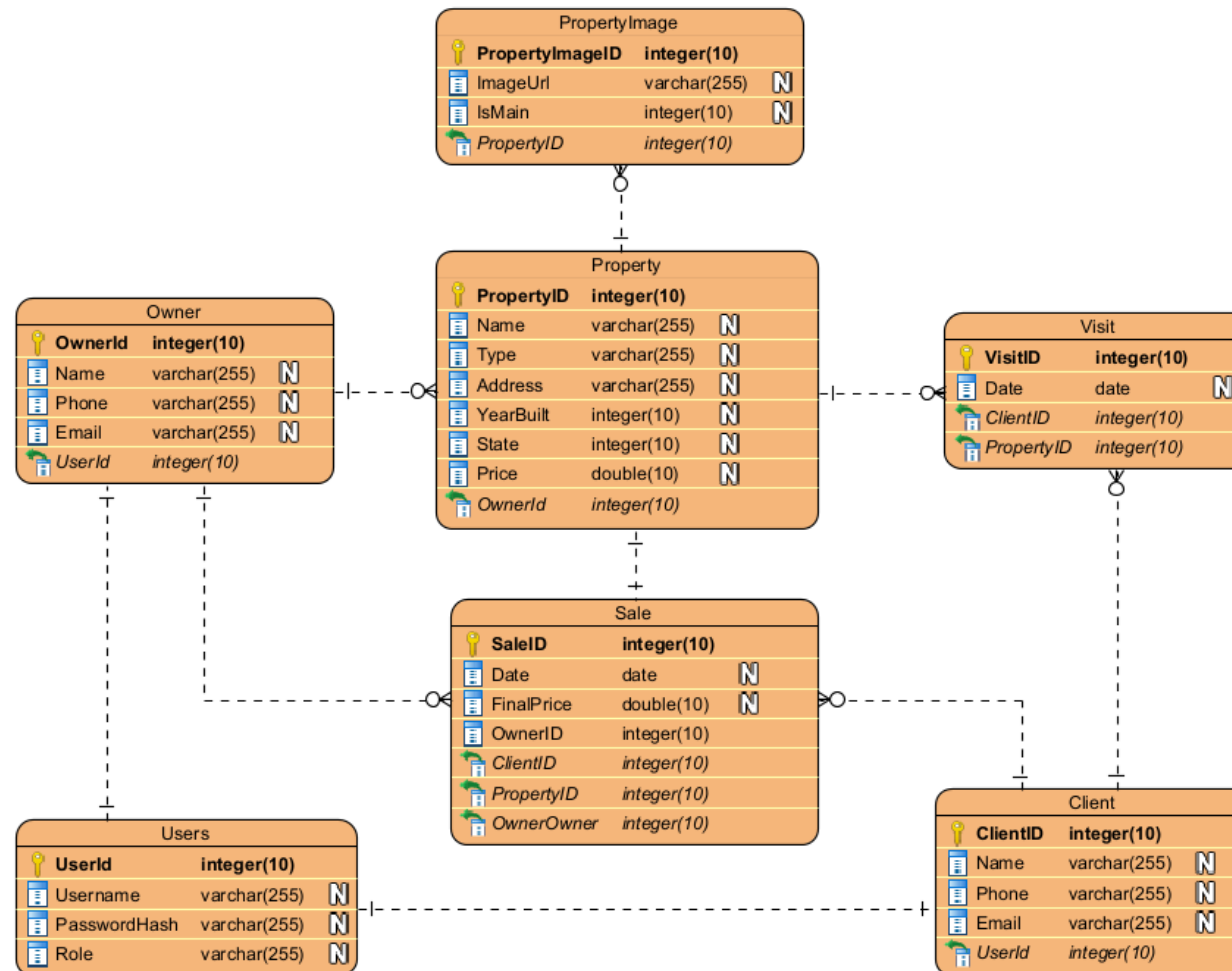 PropertyImage
PropertyImageID integer(10)
ImageUrl varchar(255) N
IsMain integer(10) N
PropertyID integer(10)
Property
PropertyID integer(10)
Name varchar(255) N
Type varchar(255) N
Address varchar(255) N
YearBuilt integer(10) N
State integer(10) N
Price double(10) N
OwnerId integer(10)
Owner
OwnerId integer(10)
Name varchar(255) N
Phone varchar(255) N
Email varchar(255) N
UserId integer(10)
Visit
VisitID integer(10)
Date date N
ClientID integer(10)
PropertyID integer(10)
Sale
SaleID integer(10)
Date date N
FinalPrice double(10) N
OwnerID integer(10)
ClientID integer(10)
PropertyID integer(10)
OwnerOwner integer(10)
Users
UserId integer(10)
Username varchar(255) N
PasswordHash varchar(255) N
Role varchar(255) N
Client
ClientID integer(10)
Name varchar(255) N
Phone varchar(255) N
Email varchar(255) N
UserId integer(10)